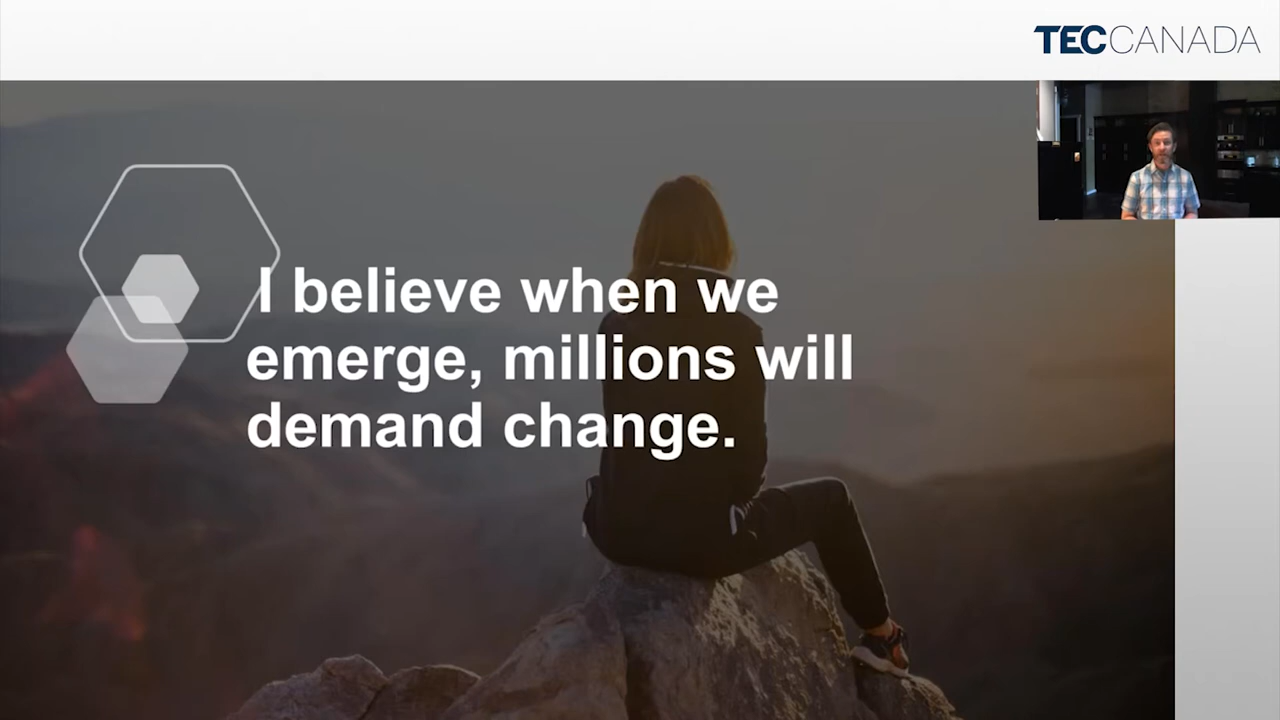 TECCANADA
I believe when we
emerge, millions will
demand change.